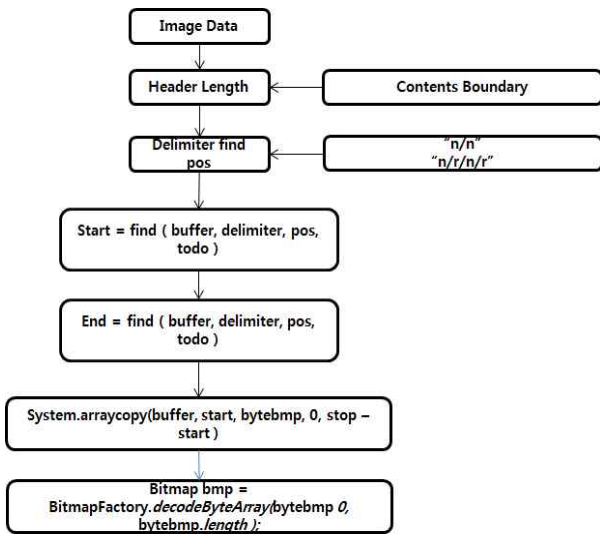 Image Data
Header Length
Contents Boundary
Delimiter find
pos
"n/n"
"n/r/n/r"
Start = find ( buffer, delimiter, pos,
todo )
End = find ( buffer, delimiter, pos,
todo )
System.arraycopy(buffer, start, bytebmp, 0, stop –
start )
Bitmap bmp =
BitmapFactory.decodeByteArray(bytebmp 0,
bytebmp.length );